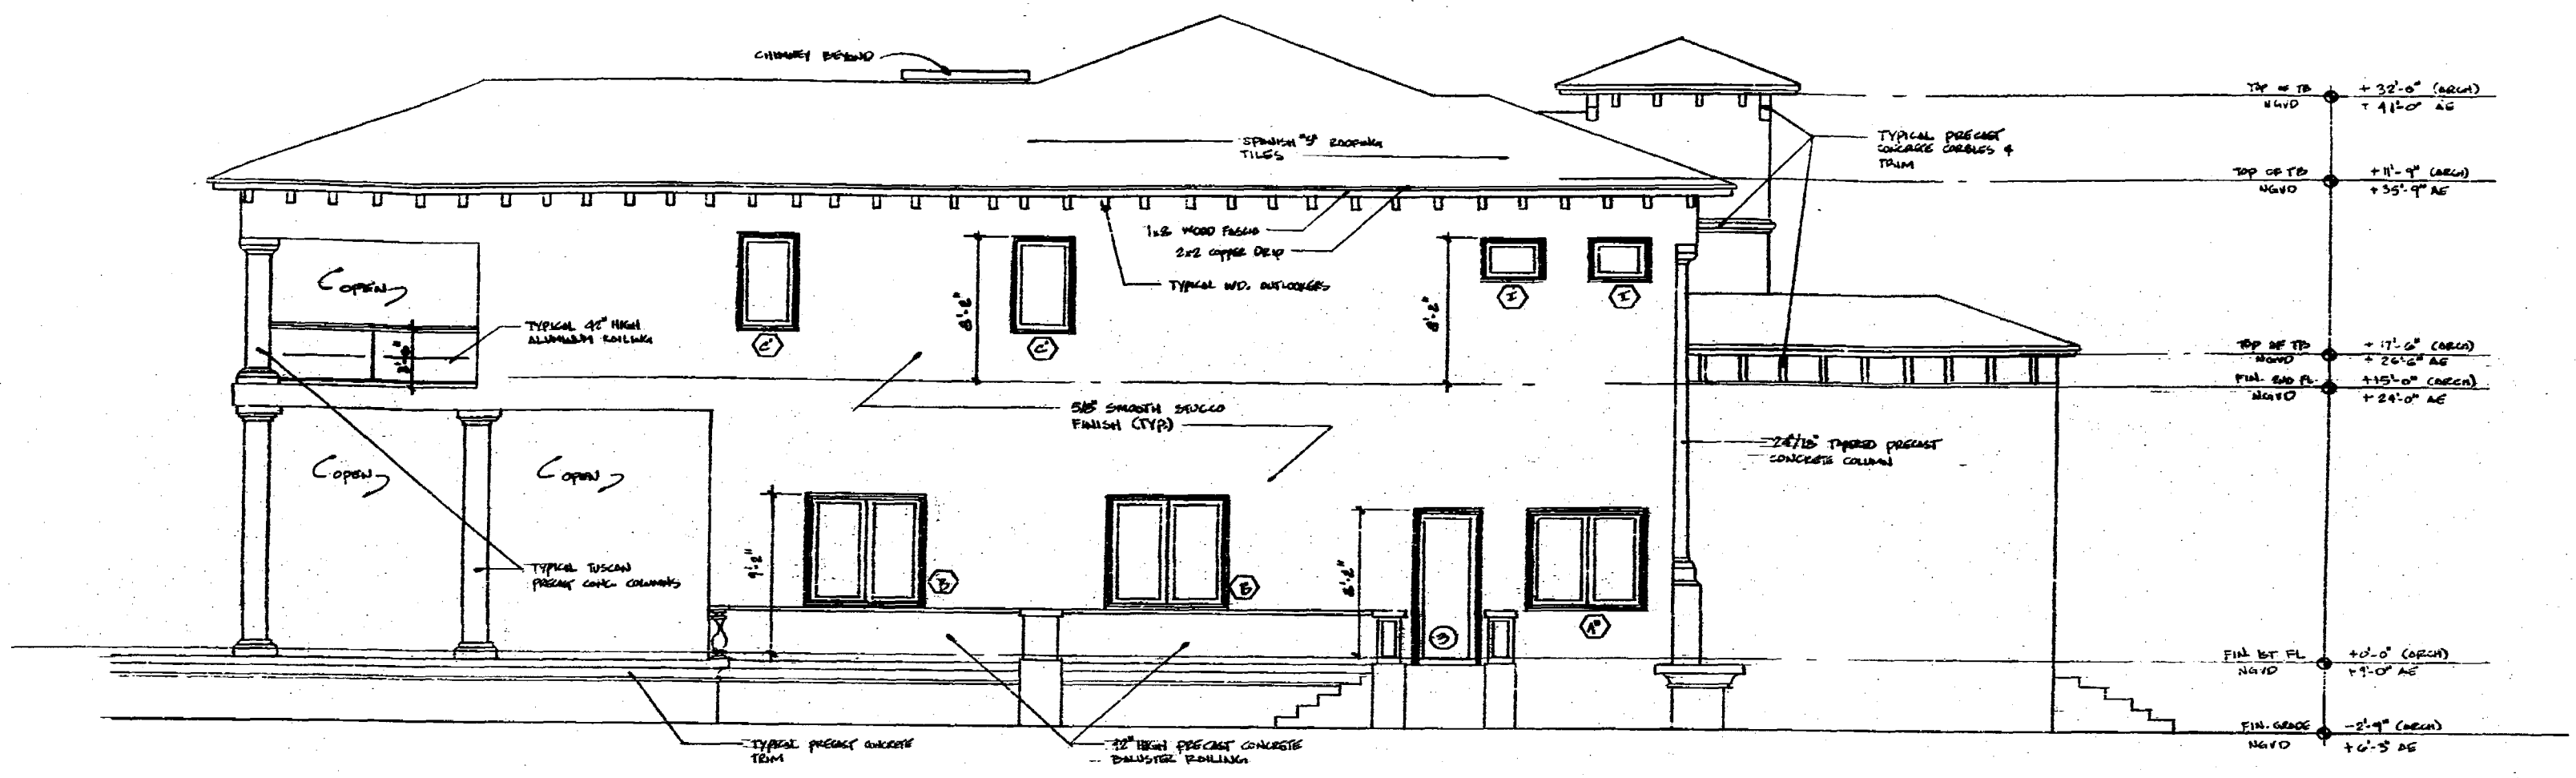 CHIMNEY BEYOND
SPANISH "S" ROOFING
TILES
TYPICAL PRECAST
CONCRETE CORBLES &
TRIM
TOP OF TB
+ 32'-0" (ARCH)
NGVD
+ 41'-0" AE
TOP OF TB
+ 11'-9" (ARCH)
NGVD
+ 35'-9" AE
1x8 WOOD FASCIA
2x2 COPPER DRIP
TYPICAL WD. OUTLOOKERS
OPEN
TYPICAL 42" HIGH
ALUMINUM RAILING
C
C
8'-2"
8'-2"
I
I
TOP OF TB
+ 17'-6" (ARCH)
NGVD
+ 26'-6" AE
FIN. 2ND FL.
+15'-0" (ARCH)
NGVD
+ 24'-0" AE
5/8" SMOOTH STUCCO
FINISH (TYP.)
24"/18" TAPERED PRECAST
CONCRETE COLUMN
OPEN
OPEN
TYPICAL TUSCAN
PRECAST CONC. COLUMNS
9'-2"
B
B
8'-2"
3
A
FIN. 1ST FL
+0'-0" (ARCH)
NGVD
+ 9'-0" AE
TYPICAL PRECAST CONCRETE
TRIM
42" HIGH PRECAST CONCRETE
BALUSTER RAILING
FIN. GRADE
-2'-9" (ARCH)
NGVD
+ 6'-3" AE